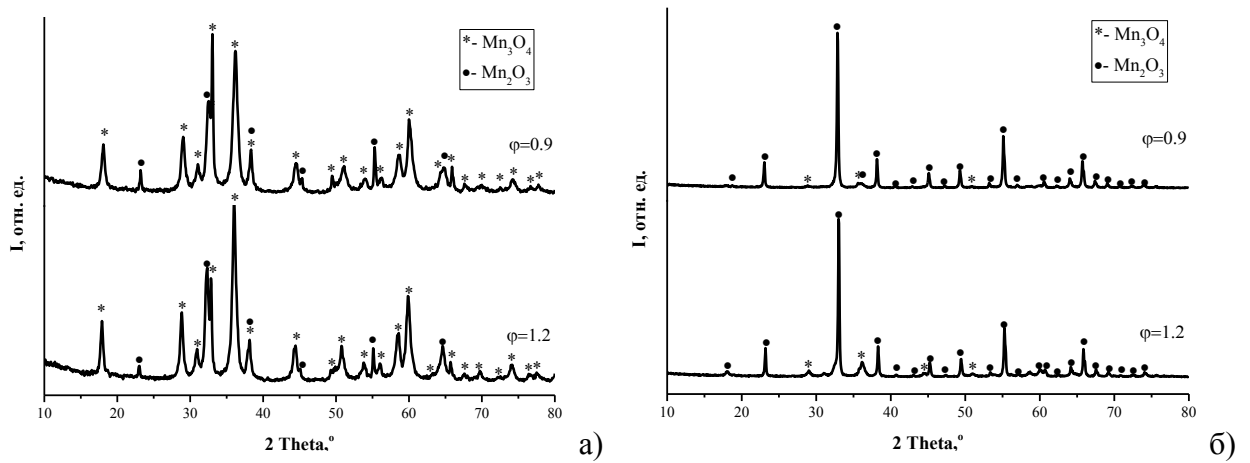 *- Mn₃O₄
●- Mn₂O₃
φ=0.9
φ=1.2
I, отн. ед.
10 20 30 40 50 60 70 80
2 Theta,°
а)
*- Mn₃O₄
●- Mn₂O₃
φ=0.9
φ=1.2
I, отн. ед.
10 20 30 40 50 60 70 80
2 Theta,°
б)